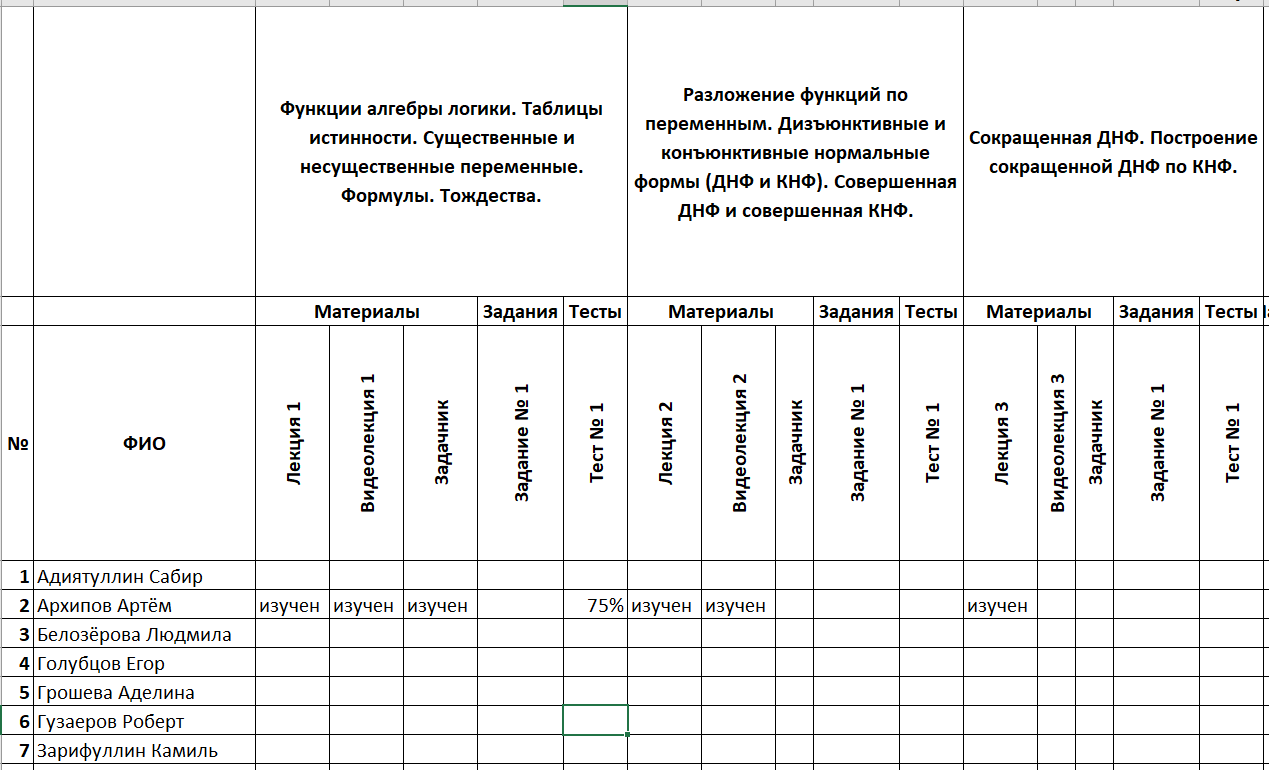 Функции алгебры логики. Таблицы
истинности. Существенные и
несущественные переменные.
Формулы. Тождества.
Разложение функций по
переменным. Дизъюнктивные и
конъюнктивные нормальные
формы (ДНФ и КНФ). Совершенная
ДНФ и совершенная КНФ.
Сокращенная ДНФ. Построение
сокращенной ДНФ по КНФ.
Материалы Задания Тесты Материалы Задания Тесты Материалы Задания Тесты
№ ФИО Лекция 1 Видеолекция 1 Задачник Задание № 1 Тест № 1 Лекция 2 Видеолекция 2 Задачник Задание № 1 Тест № 1 Лекция 3 Видеолекция 3 Задачник Задание № 1 Тест № 1
1 Адиятуллин Сабир
2 Архипов Артём изучен изучен изучен 75% изучен изучен изучен
3 Белозёрова Людмила
4 Голубцов Егор
5 Грошева Аделина
6 Гузаеров Роберт
7 Зарифуллин Камиль